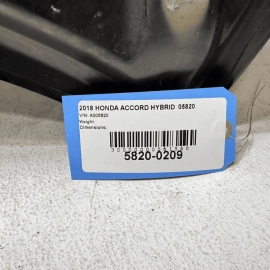 2018 HONDA ACCORD HYBRID 05820
VIN: A005820
Weight:
Dimensions:
5820-0209